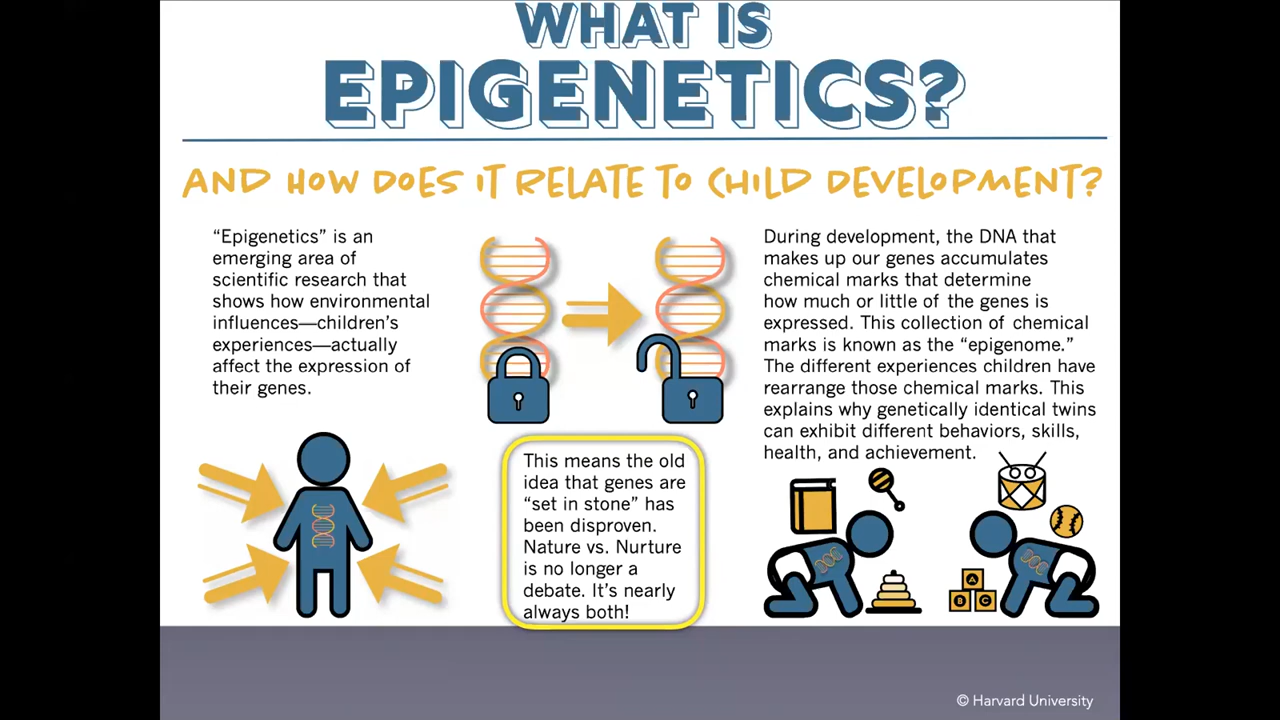 WHAT IS
EPIGENETICS?
AND HOW DOES IT RELATE TO CHILD DEVELOPMENT?
“Epigenetics” is an
emerging area of
scientific research that
shows how environmental
influences—children’s
experiences—actually
affect the expression of
their genes.
This means the old
idea that genes are
“set in stone” has
been disproven.
Nature vs. Nurture
is no longer a
debate. It’s nearly
always both!
During development, the DNA that
makes up our genes accumulates
chemical marks that determine
how much or little of the genes is
expressed. This collection of chemical
marks is known as the “epigenome.”
The different experiences children have
rearrange those chemical marks. This
explains why genetically identical twins
can exhibit different behaviors, skills,
health, and achievement.
A
B C
© Harvard University